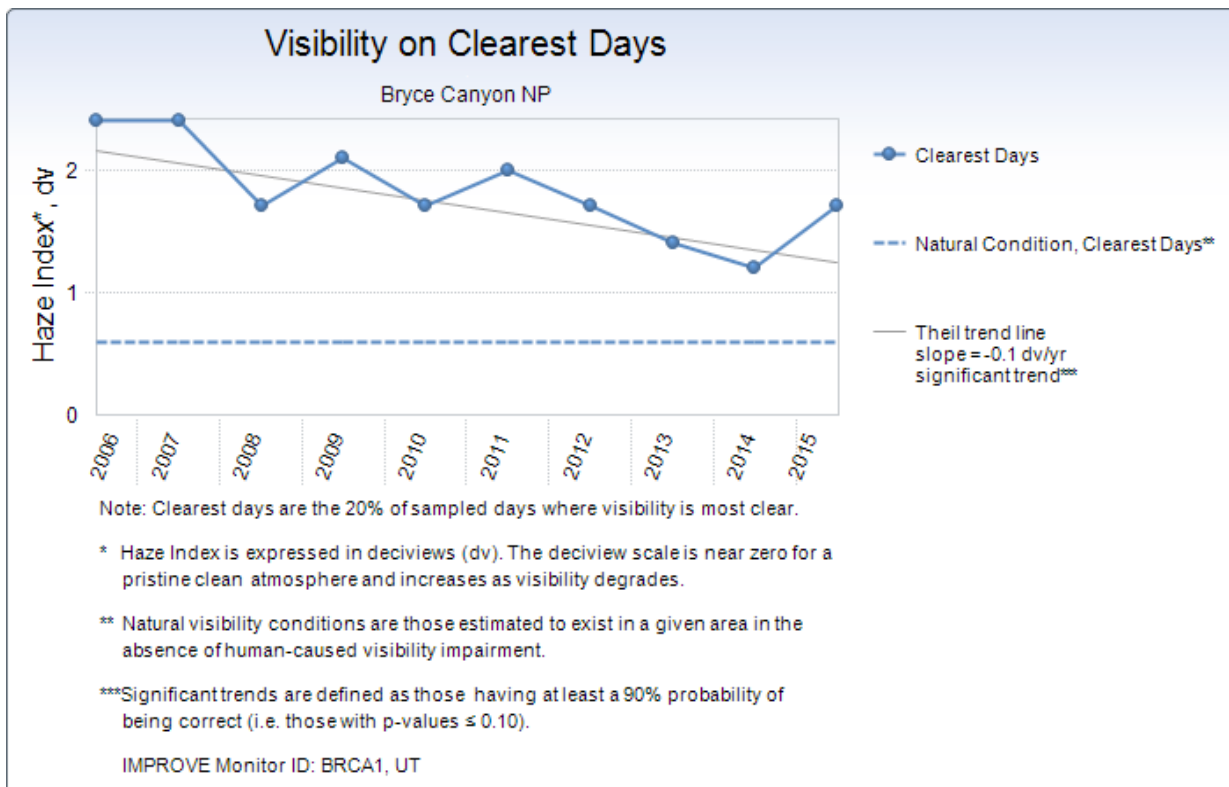 Visibility on Clearest Days
Bryce Canyon NP
Haze Index*, dv
2
1
0
2006
2007
2008
2009
2010
2011
2012
2013
2014
2015
Clearest Days
Natural Condition, Clearest Days**
Theil trend line
slope = -0.1 dv/yr
significant trend***
Note: Clearest days are the 20% of sampled days where visibility is most clear.
* Haze Index is expressed in deciviews (dv). The deciview scale is near zero for a
pristine clean atmosphere and increases as visibility degrades.
** Natural visibility conditions are those estimated to exist in a given area in the
absence of human-caused visibility impairment.
***Significant trends are defined as those having at least a 90% probability of
being correct (i.e. those with p-values ≤ 0.10).
IMPROVE Monitor ID: BRCA1, UT